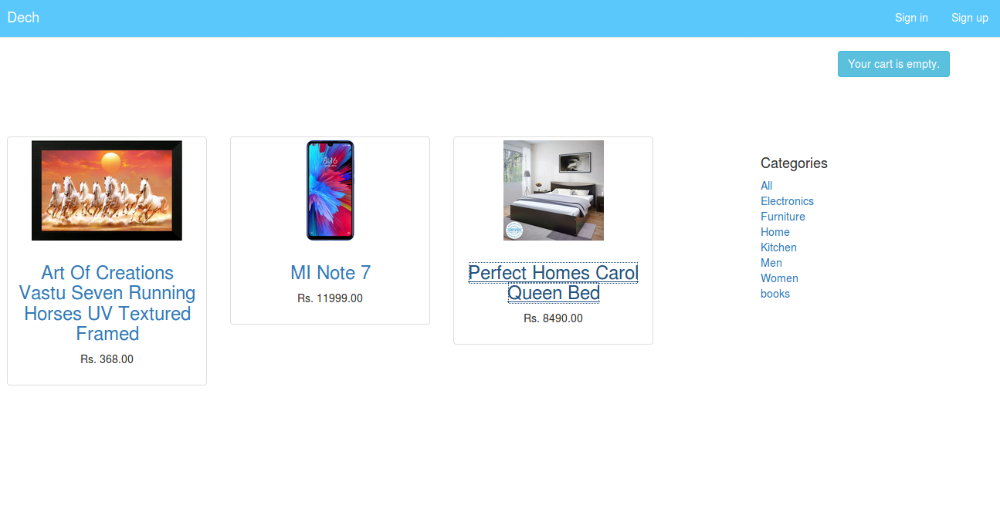 Dech
Sign in
Sign up
Your cart is empty.
Art Of Creations
Vastu Seven Running
Horses UV Textured
Framed
Rs. 368.00
8:16
MI Note 7
Rs. 11999.00
Perfect Homes Carol
Queen Bed
Rs. 8490.00
Categories
All
Electronics
Furniture
Home
Kitchen
Men
Women
books